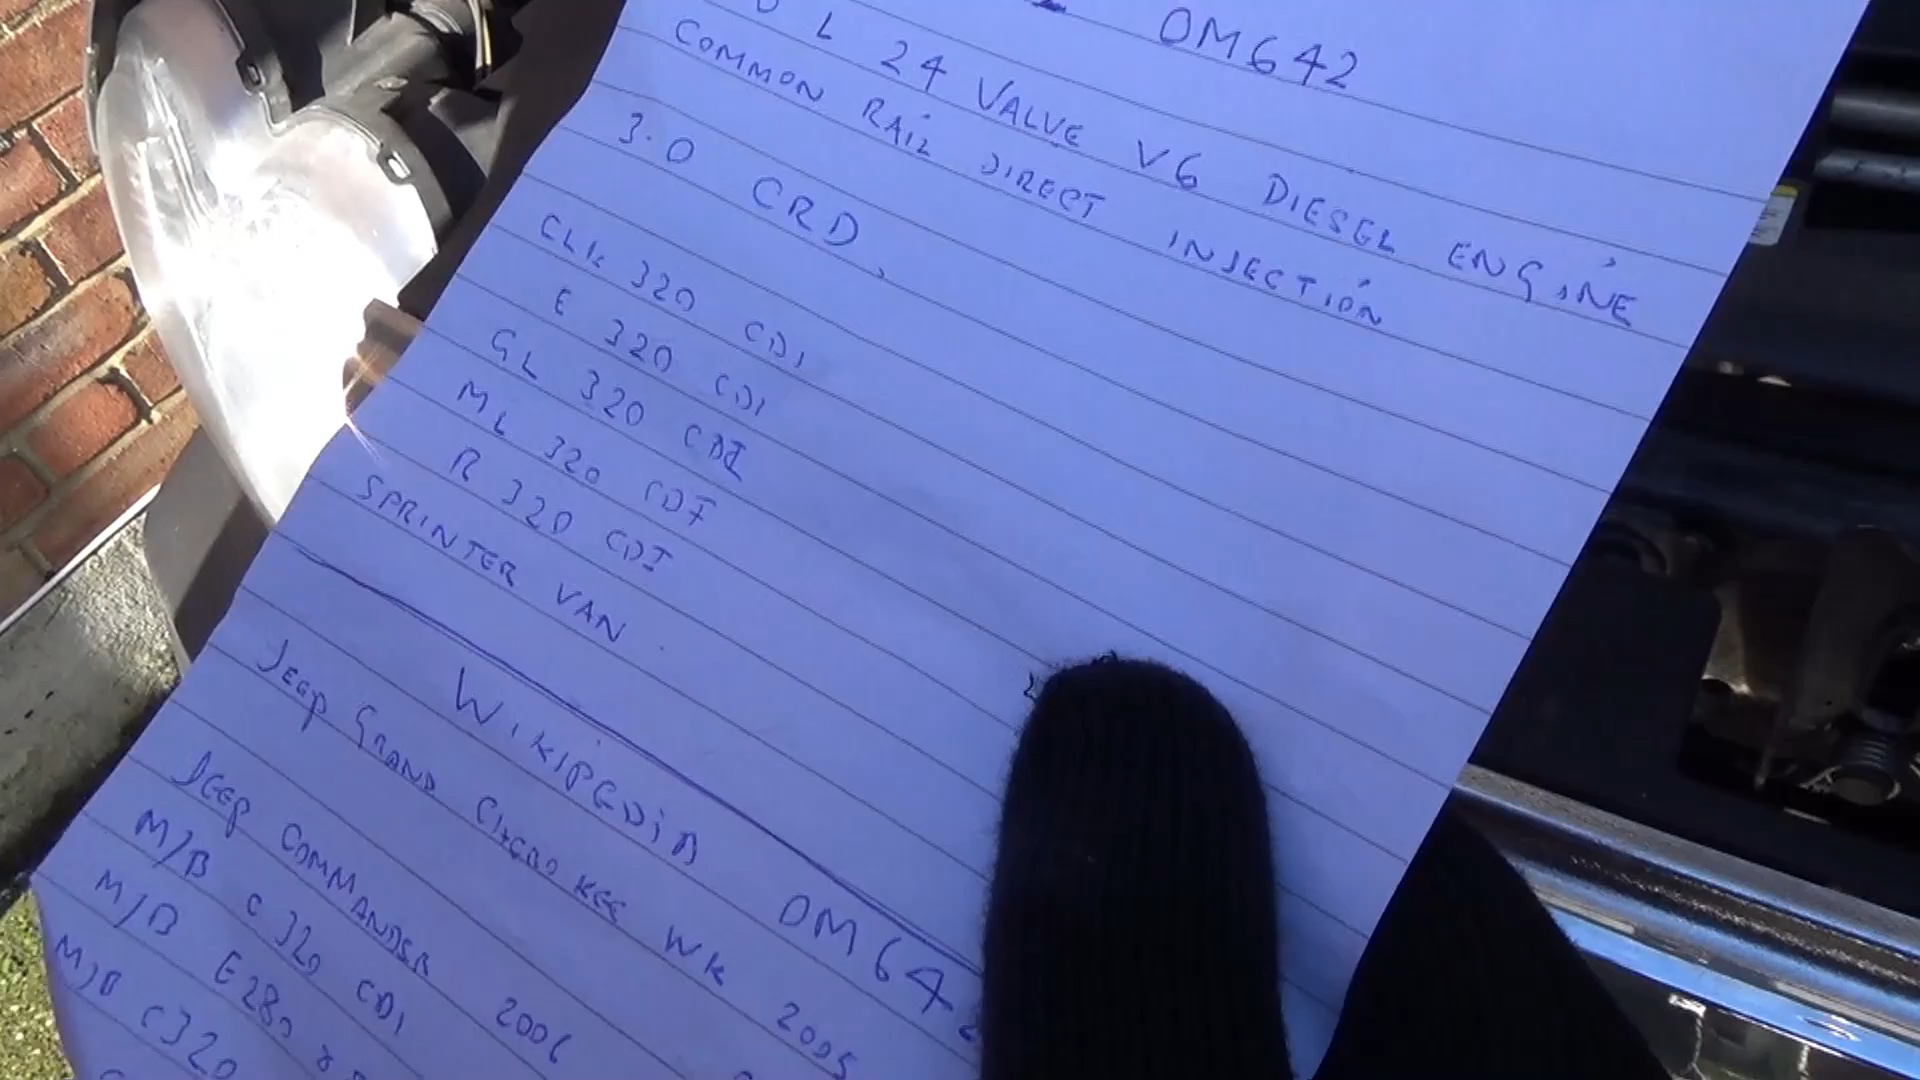 OM642
L 24 VALVE V6 DIESEL ENGINE
COMMON RAIL DIRECT INJECTION
3.0 CRD
CLK 320 CDI
E 320 CDI
GL 320 CDI
ML 320 CDI
R 320 CDI
SPRINTER VAN
WIKIPEDIA OM642
Jeep GRAND CHEROKEE WK 2005
JEEP COMMANDER 2006
M/B C 320 CDI
M/B E280
M/B C320